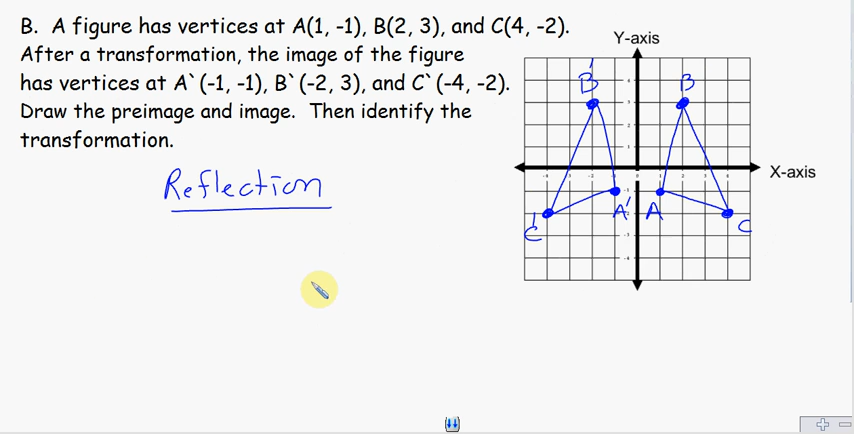 B. A figure has vertices at A(1, -1), B(2, 3), and C(4, -2).
After a transformation, the image of the figure
has vertices at A`(-1, -1), B`(-2, 3), and C`(-4, -2).
Draw the preimage and image. Then identify the
transformation.
Reflection
Y-axis
X-axis
B'
B
A'
A
C'
C